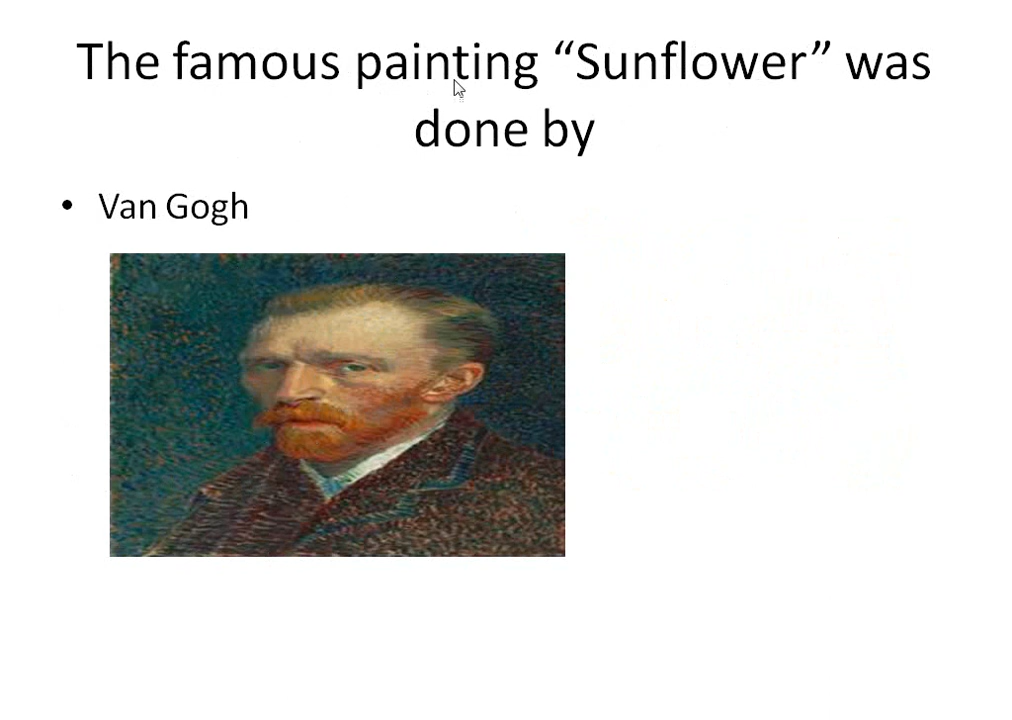 The famous painting “Sunflower” was
done by
• Van Gogh